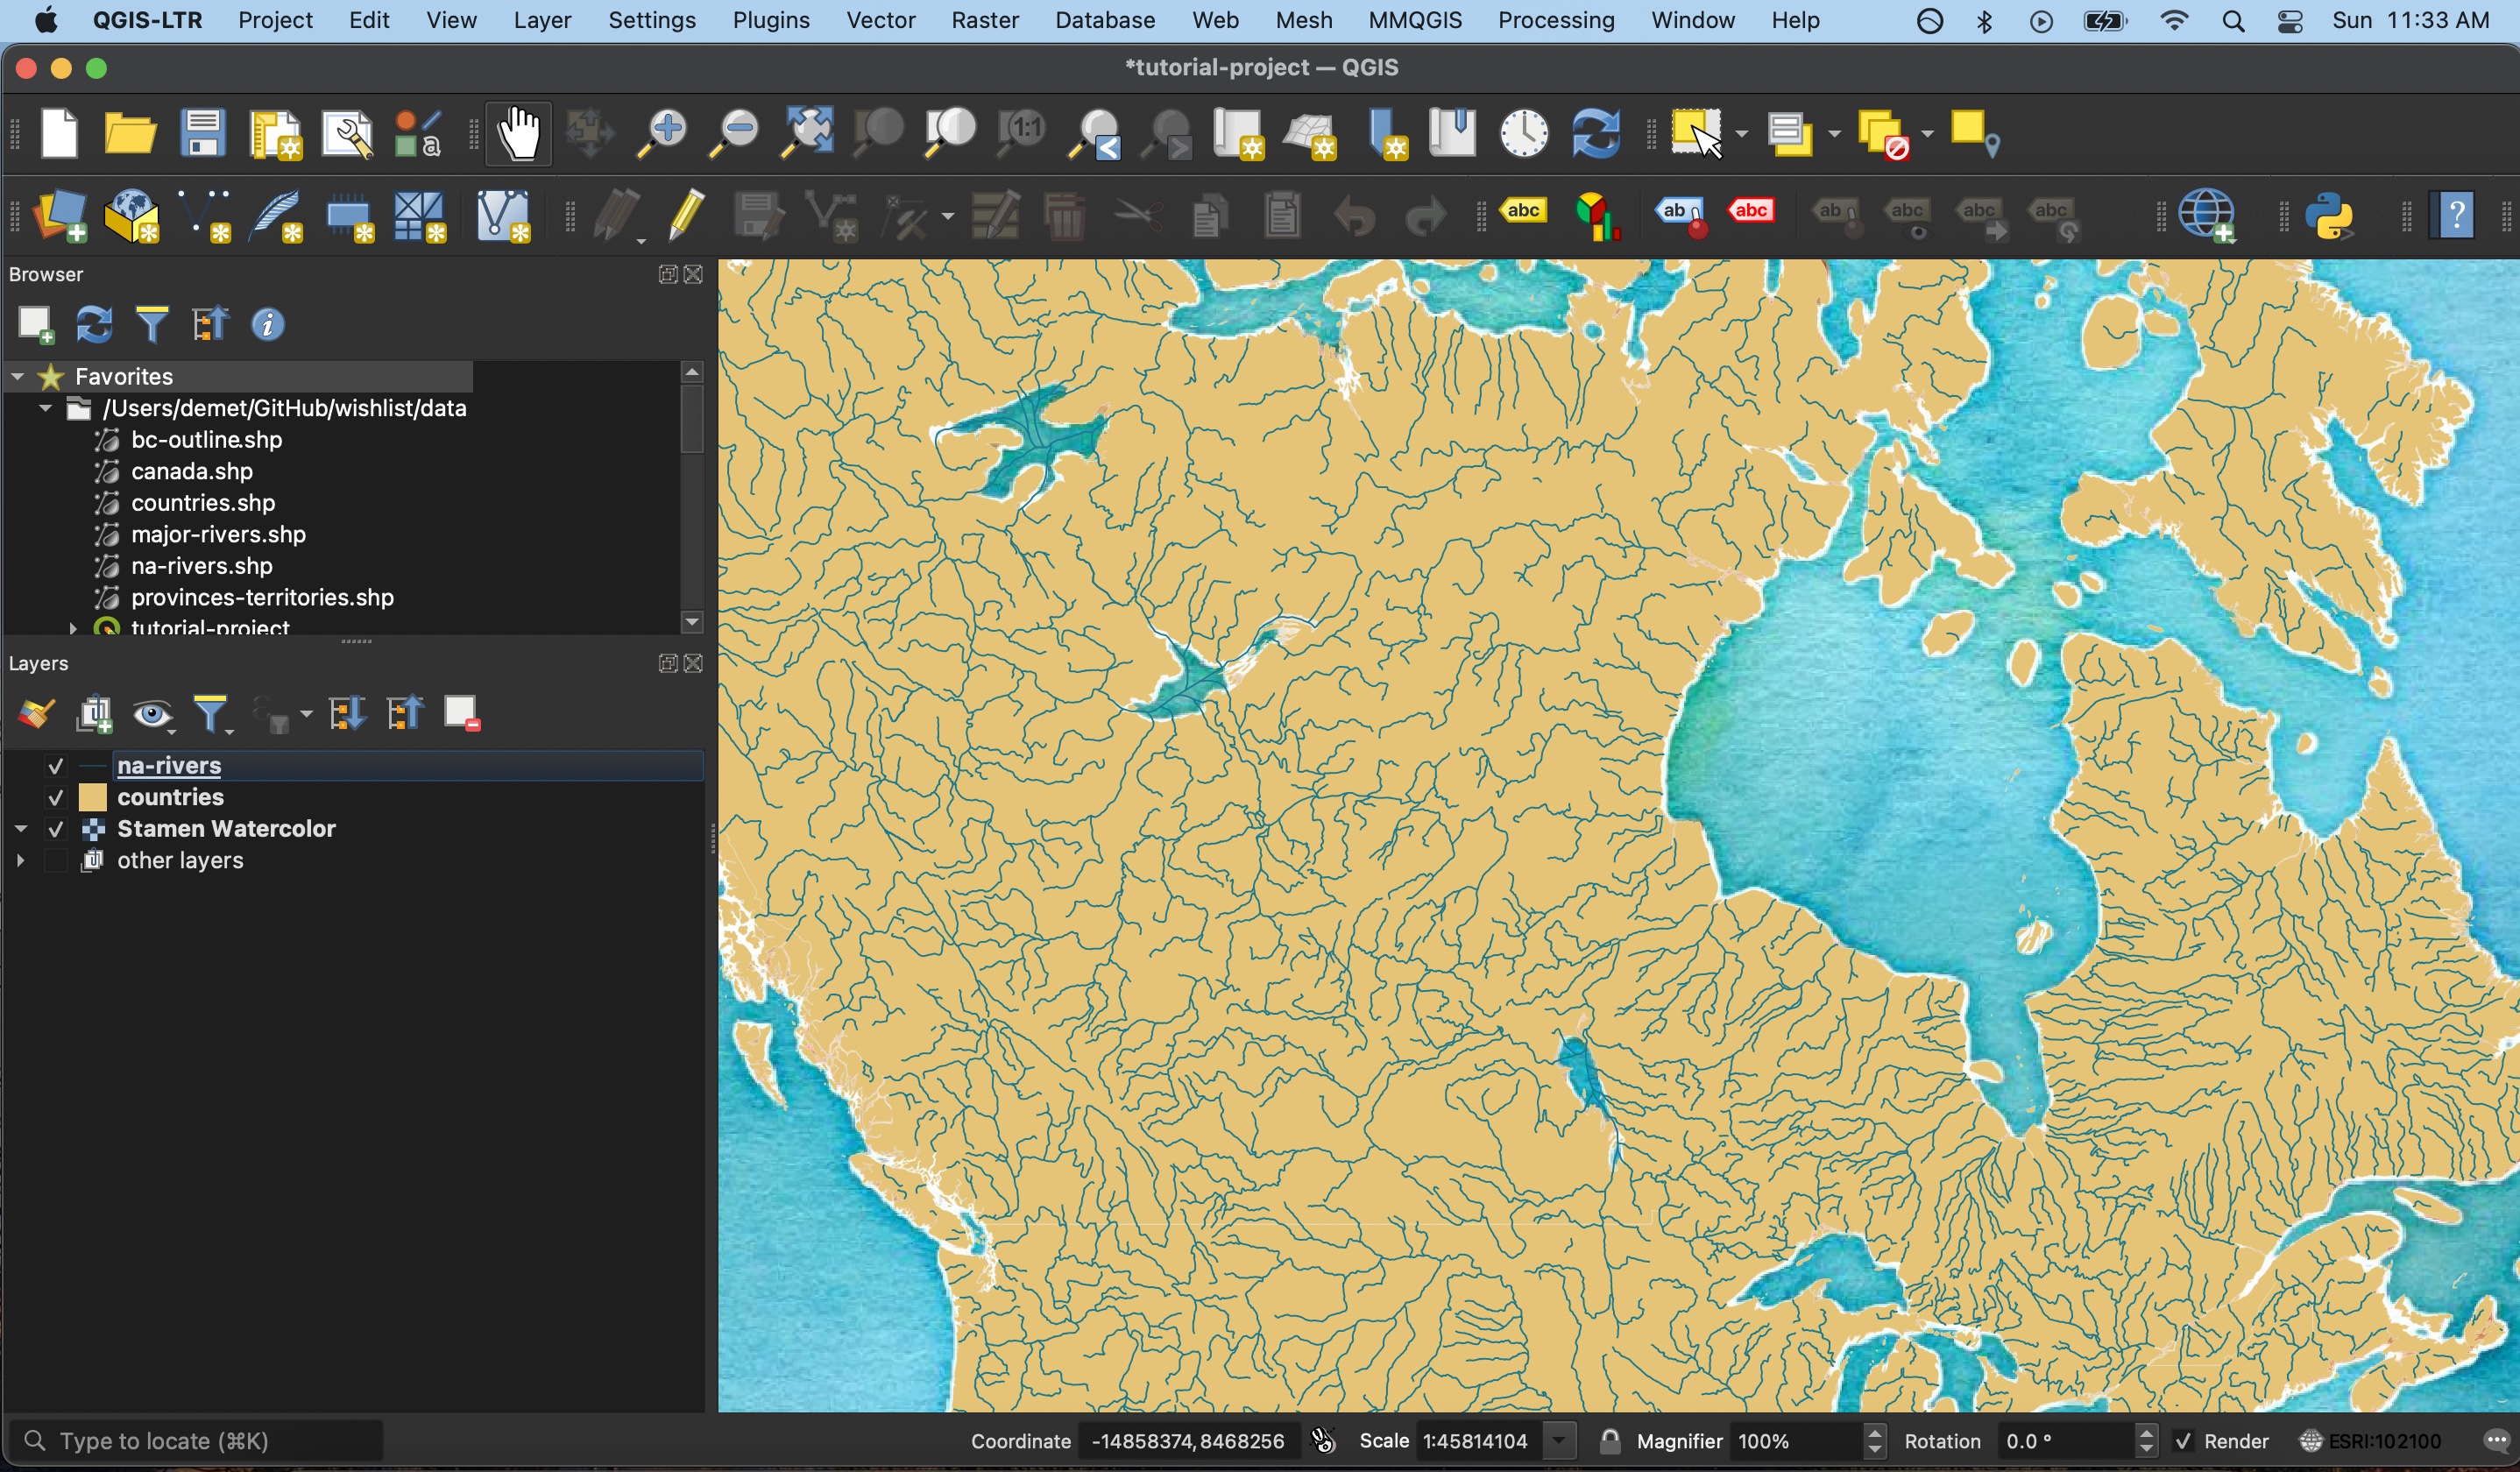 QGIS-LTR Project Edit View Layer Settings Plugins Vector Raster Database Web Mesh MMQGIS Processing Window Help Sun 11:33 AM
*tutorial-project — QGIS
a 1:1
abc ab abc ab abc abc abc ?
Browser
i
Favorites
/Users/demet/GitHub/wishlist/data
bc-outline.shp
canada.shp
countries.shp
major-rivers.shp
na-rivers.shp
provinces-territories.shp
tutorial-project
Layers
na-rivers
countries
Stamen Watercolor
other layers
Type to locate (⌘K) Coordinate -14858374,8468256 Scale 1:45814104 Magnifier 100% Rotation 0.0 ° Render ESRI:102100